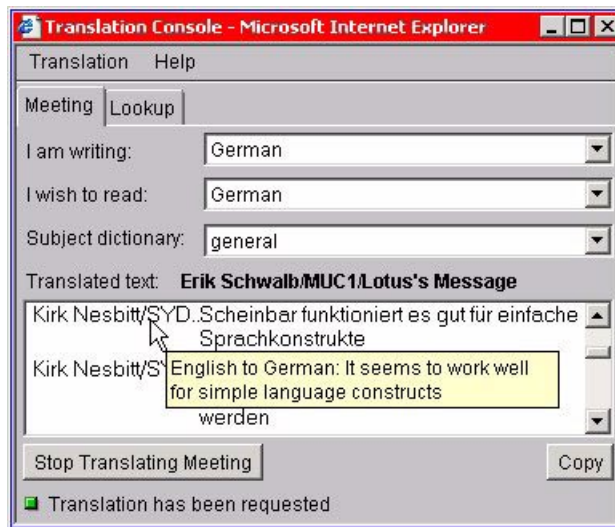 Translation Console - Microsoft Internet Explorer
Translation Help
Meeting Lookup
I am writing: German
I wish to read: German
Subject dictionary: general
Translated text: Erik Schwalb/MUC1/Lotus's Message
Kirk Nesbitt/SYD..Scheinbar funktioniert es gut für einfache
Sprachkonstrukte
Kirk Nesbitt/SY
English to German: It seems to work well
for simple language constructs
werden
Stop Translating Meeting Copy
Translation has been requested